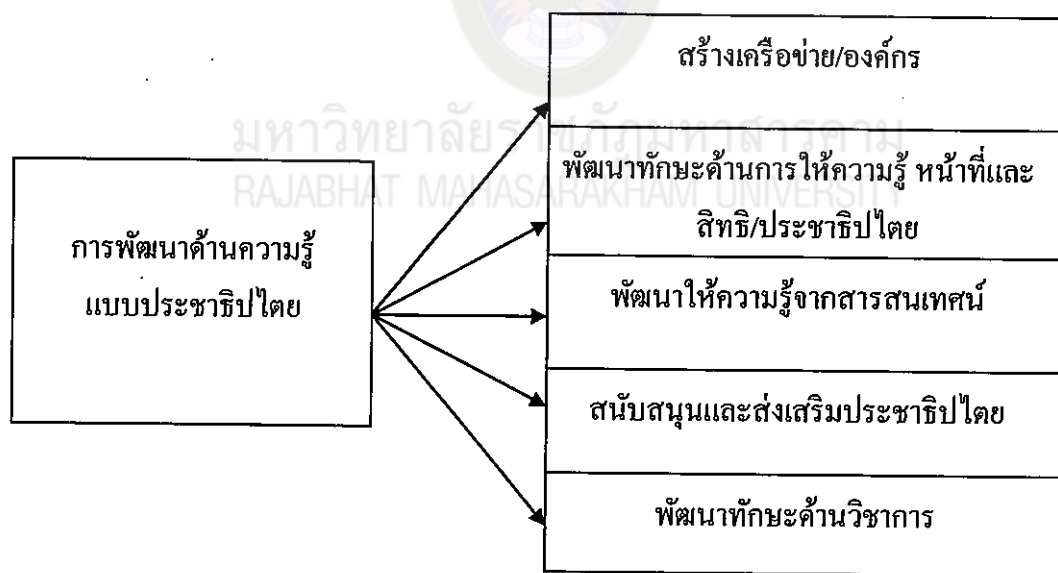 สร้างเครือข่าย/องค์กร
มหาวิทยาลัยราชภัฏมหาสารคาม
RAJABHAT MAHASARAKHAM UNIVERSITY
พัฒนาทักษะด้านการให้ความรู้ หน้าที่และ
สิทธิ/ประชาธิปไตย
การพัฒนาด้านความรู้
แบบประชาธิปไตย
พัฒนาให้ความรู้จากสารสนเทศน์
สนับสนุนและส่งเสริมประชาธิปไตย
พัฒนาทักษะด้านวิชาการ